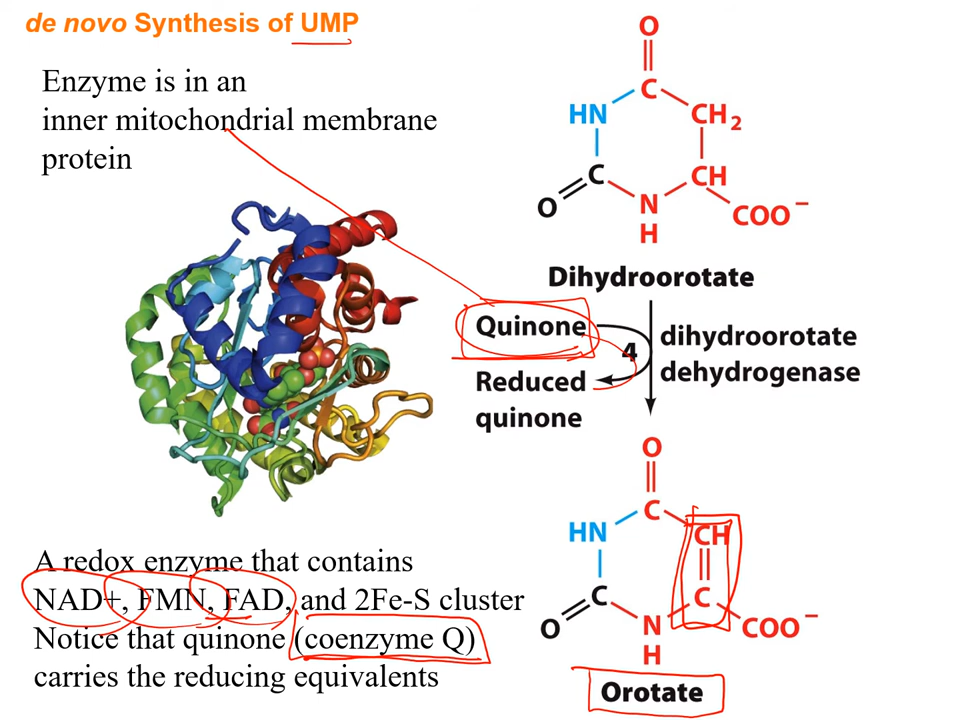 de novo Synthesis of UMP
Enzyme is in an
inner mitochondrial membrane
protein
O
C
HN
CH2
C
CH
O
N
H
COO−
Dihydroorotate
Quinone
4
dihydroorotate
dehydrogenase
Reduced
quinone
O
C
HN
CH
C
C
O
N
H
COO−
Orotate
A redox enzyme that contains
NAD+, FMN, FAD, and 2Fe-S cluster
Notice that quinone (coenzyme Q)
carries the reducing equivalents